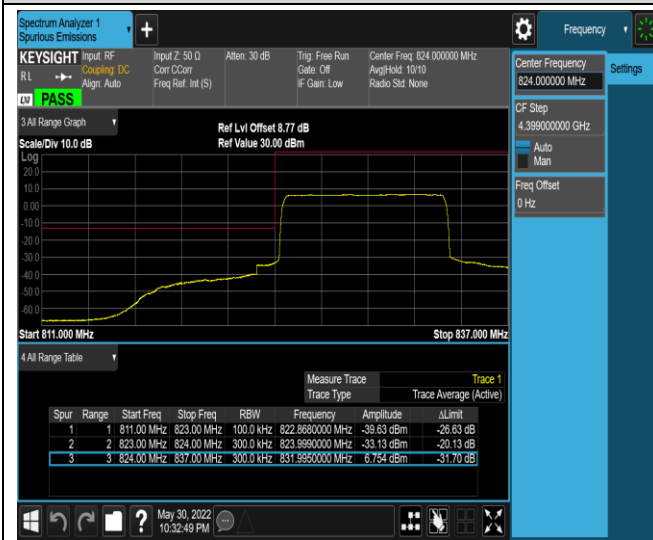 Spectrum Analyzer 1
Spurious Emissions
Frequency
KEYSIGHT
Input: RF
Coupling: DC
Align: Auto
Input Z: 50 Ω
Corr CCorr
Freq Ref: Int (S)
Atten: 30 dB
Trig: Free Run
Gate: Off
IF Gain: Low
Center Freq: 824.000000 MHz
Avg|Hold: 10/10
Radio Std: None
R L
LXI
PASS
Center Frequency
824.000000 MHz
Settings
CF Step
4.399000000 GHz
Auto
Man
Freq Offset
0 Hz
3 All Range Graph
Scale/Div 10.0 dB
Ref Lvl Offset 8.77 dB
Ref Value 30.00 dBm
Log
20.0
10.0
0.00
-10.0
-20.0
-30.0
-40.0
-50.0
-60.0
Start 811.000 MHz
Stop 837.000 MHz
4 All Range Table
Measure Trace Trace 1
Trace Type Trace Average (Active)
Spur Range Start Freq Stop Freq RBW Frequency Amplitude ΔLimit
1 1 811.00 MHz 823.00 MHz 100.0 kHz 822.8680000 MHz -39.63 dBm -26.63 dB
2 2 823.00 MHz 824.00 MHz 300.0 kHz 823.9990000 MHz -33.13 dBm -20.13 dB
3 3 824.00 MHz 837.00 MHz 300.0 kHz 831.9950000 MHz 6.754 dBm -31.70 dB
May 30, 2022
10:32:49 PM